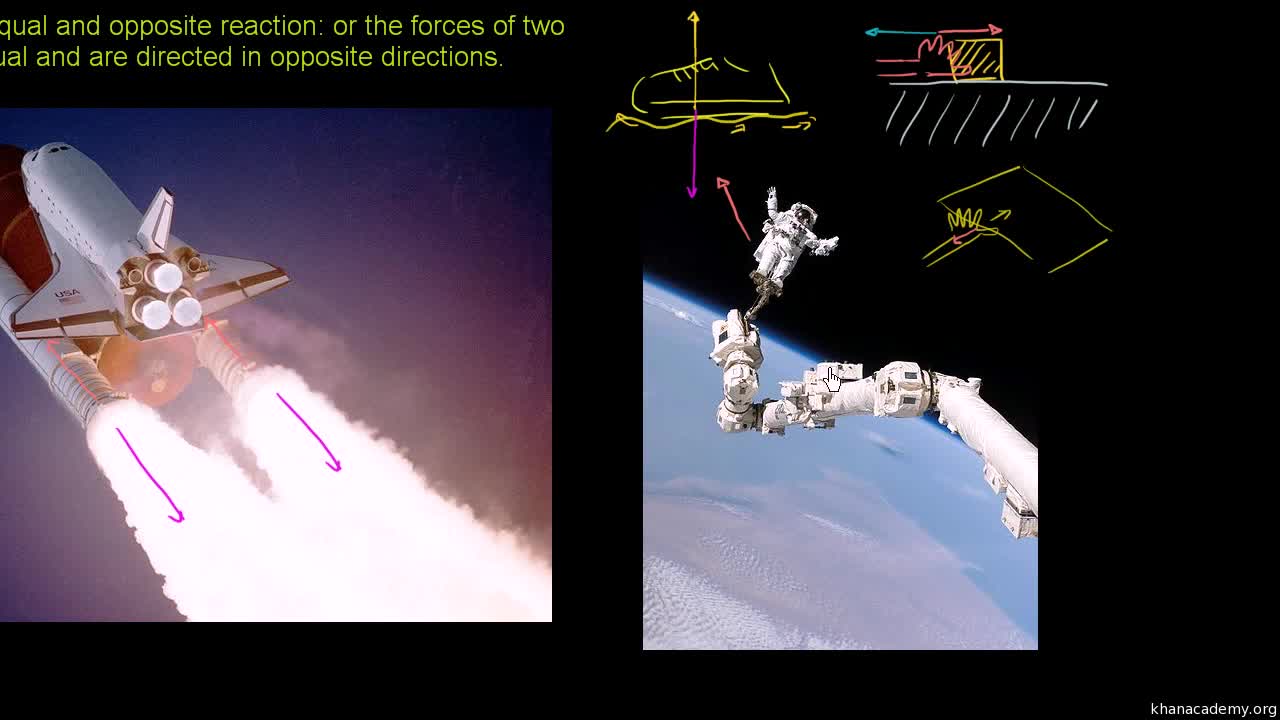 qual and opposite reaction: or the forces of two
ual and are directed in opposite directions.
USA
khanacademy.org